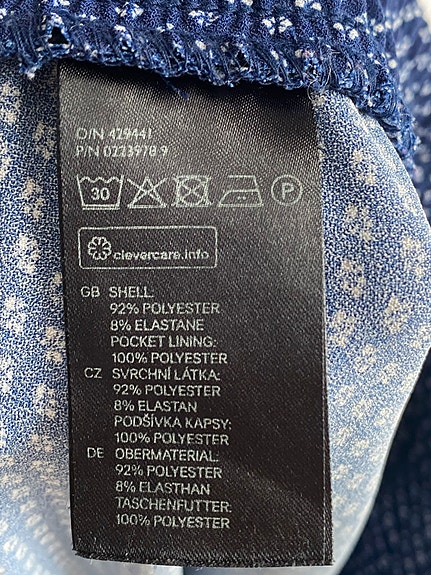 O/N 429441
P/N 0223978 9
30 P
clevercare.info
GB SHELL:
92% POLYESTER
8% ELASTANE
POCKET LINING:
100% POLYESTER
CZ SVRCHNÍ LÁTKA:
92% POLYESTER
8% ELASTAN
PODŠÍVKA KAPSY:
100% POLYESTER
DE OBERMATERIAL:
92% POLYESTER
8% ELASTHAN
TASCHENFUTTER:
100% POLYESTER